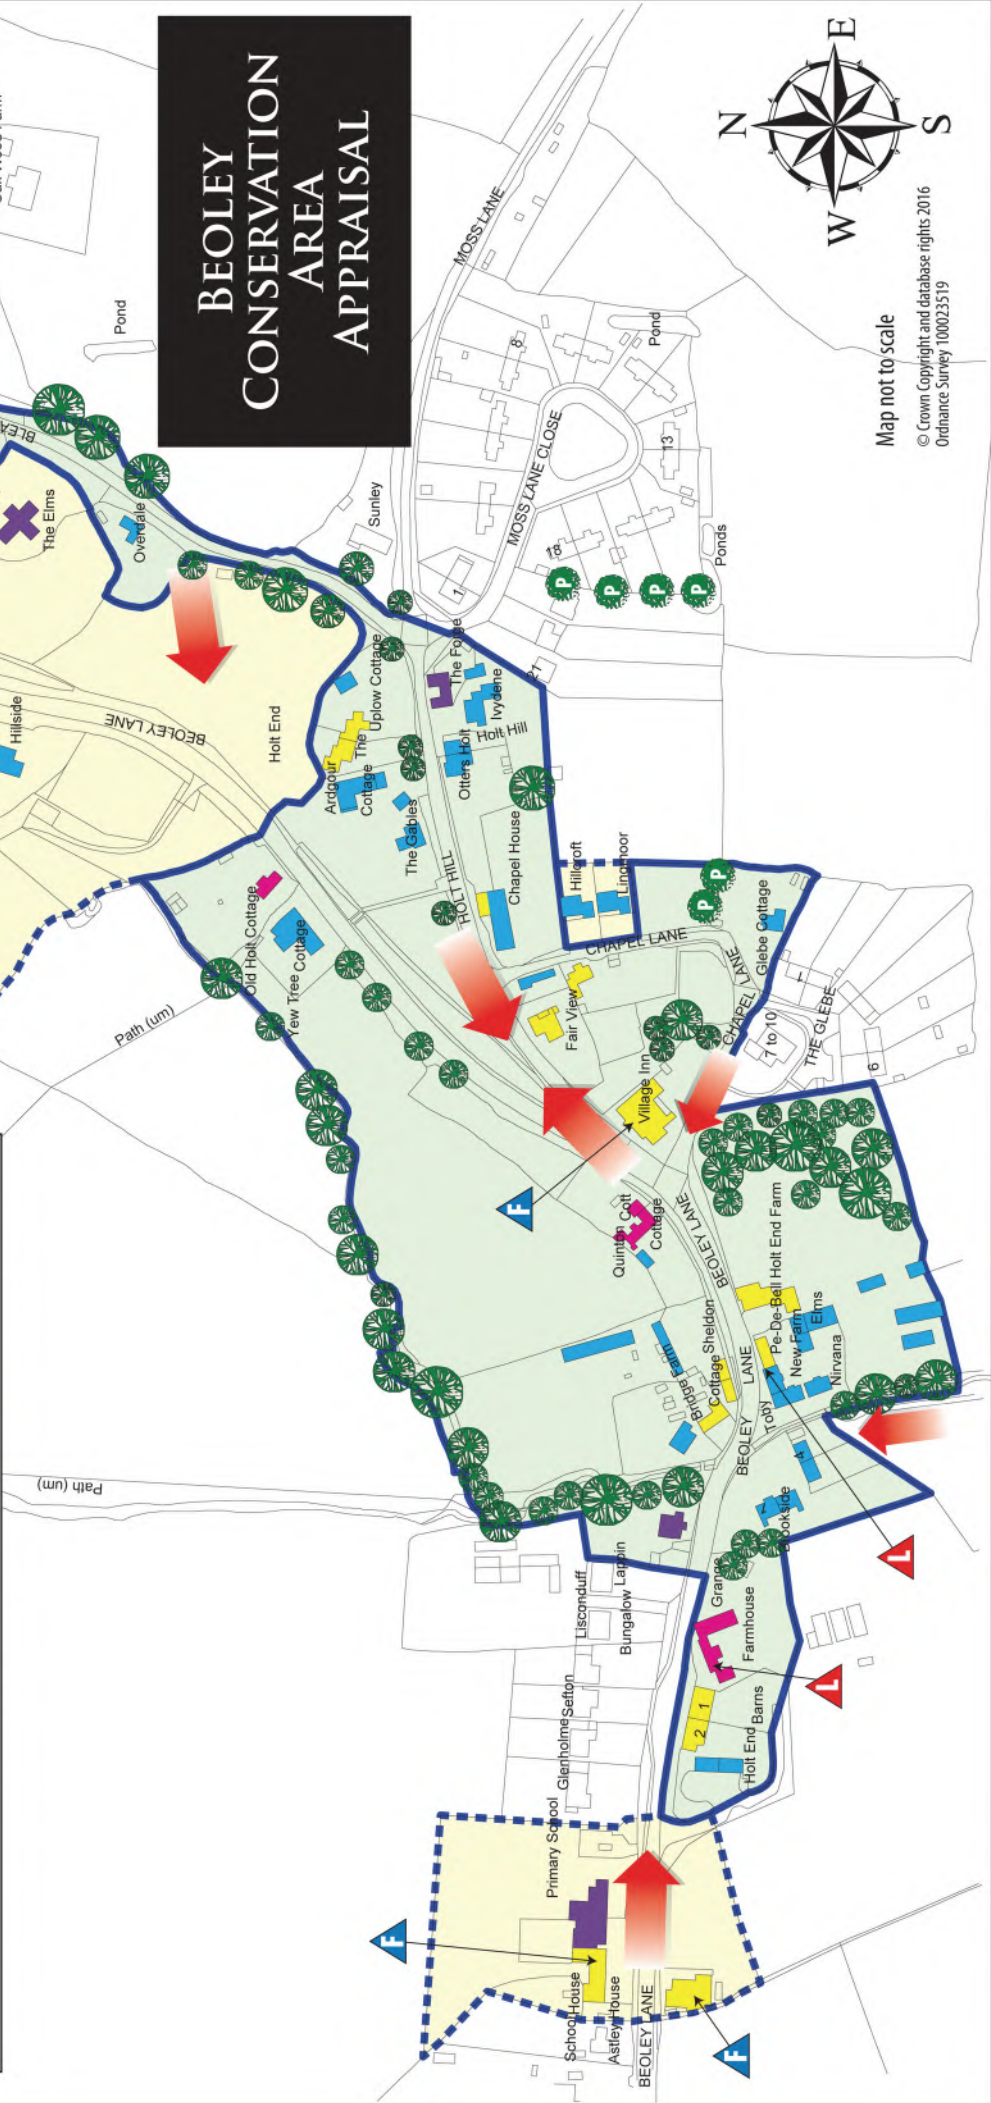 BEOLEY
CONSERVATION
AREA
APPRAISAL
N
E
S
W
Map not to scale
© Crown Copyright and database rights 2016
Ordnance Survey 100023519
Pond
The Elms
Overdale
Sunley
MOSS LANE
8
Pond
MOSS LANE CLOSE
13
18
1
Ponds
P
P
P
P
21
Hillside
BEOLEY LANE
Holt End
The Uplow Cottage
Ardgour
Cottage
The Gables
The Forge
Ivydene
Holt Hill
Otters Holt
HOLT HILL
Chapel House
Hillcroft
Lingmoor
P
P
CHAPEL LANE
Glebe Cottage
CHAPEL LANE
1
THE GLEBE
7 to 10
6
Old Holt Cottage
Yew Tree
Cottage
Path (um)
Fair View
Village Inn
F
Quinton Cott
Cottage
BEOLEY LANE
Pe-De-Bell Holt End Farm
Elms
New Farm
Nirvana
Toby
Sheldon
Cottage
Bridge Farm
BEOLEY
LANE
4
Brookside
L
Path (um)
Lappin
Bungalow
Lisconduff
Sefton
Glenholme
Grange
Farmhouse
L
1
2
Holt End
Barns
Primary School
F
School House
Astley House
BEOLEY LANE
F